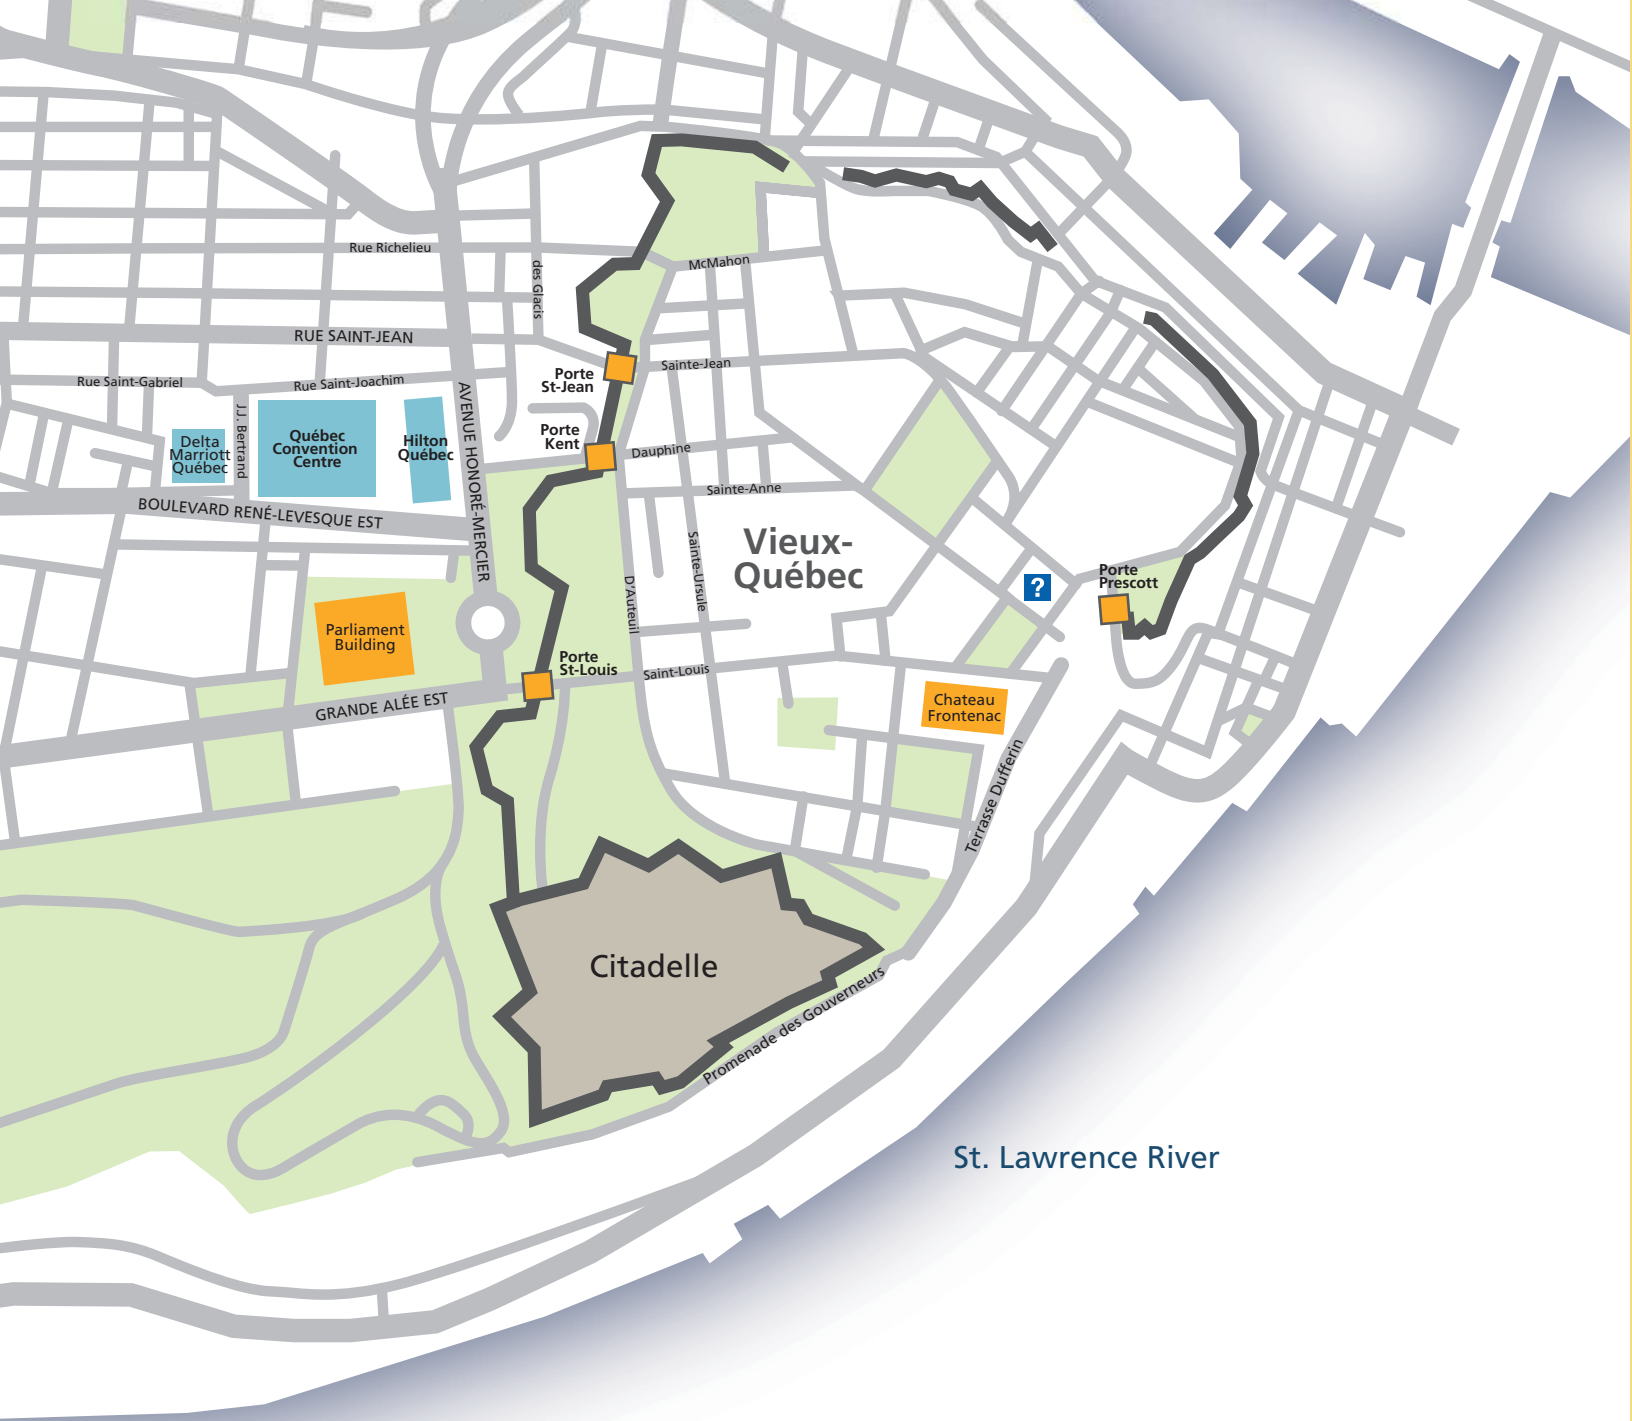 Rue Richelieu
des Glacis
McMahon
RUE SAINT-JEAN
Sainte-Jean
Porte
St-Jean
Rue Saint-Gabriel
Rue Saint-Joachim
J.J. Bertrand
AVENUE HONORÉ-MERCIER
Delta
Marriott
Québec
Québec
Convention
Centre
Hilton
Québec
Porte
Kent
Dauphine
Sainte-Anne
BOULEVARD RENÉ-LEVESQUE EST
Vieux-
Québec
Sainte-Ursule
D'Auteuil
?
Porte
Prescott
Parliament
Building
Porte
St-Louis
Saint-Louis
GRANDE ALÉE EST
Chateau
Frontenac
Terrasse Dufferin
Citadelle
Promenade des Gouverneurs
St. Lawrence River